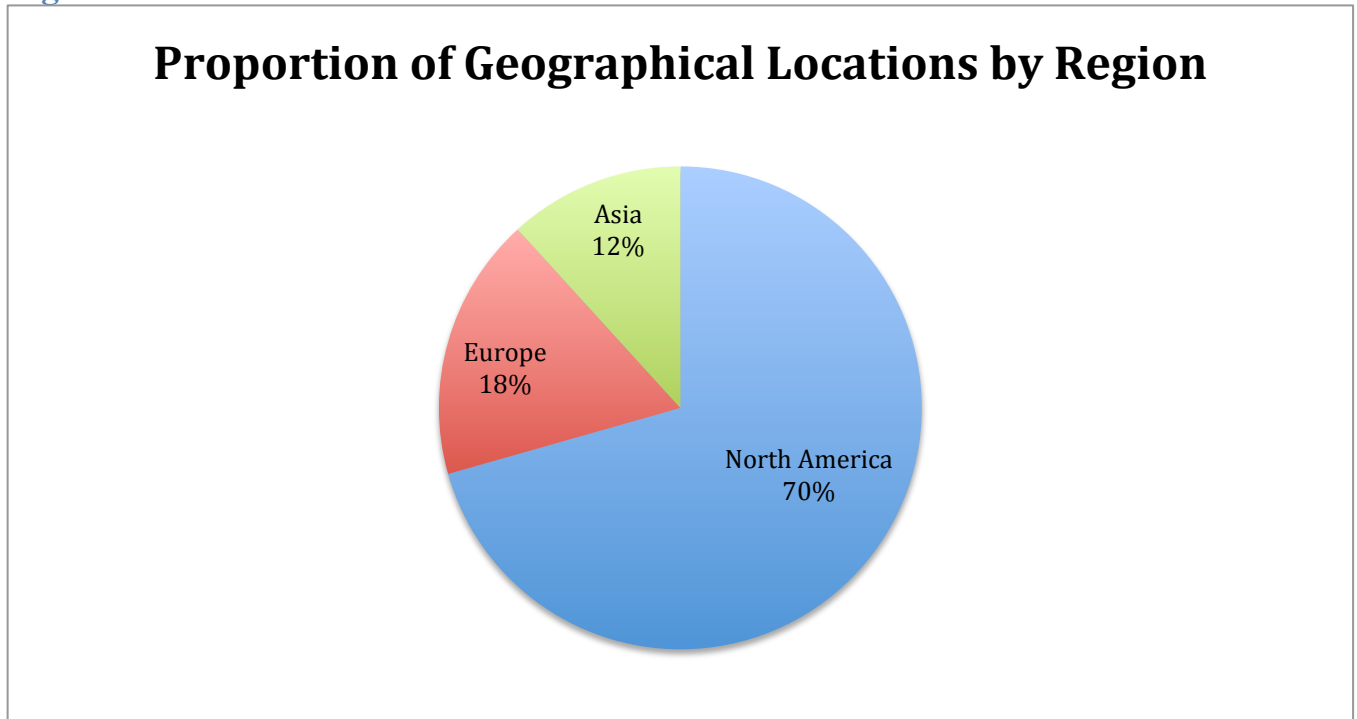 Proportion of Geographical Locations by Region
Asia
12%
Europe
18%
North America
70%